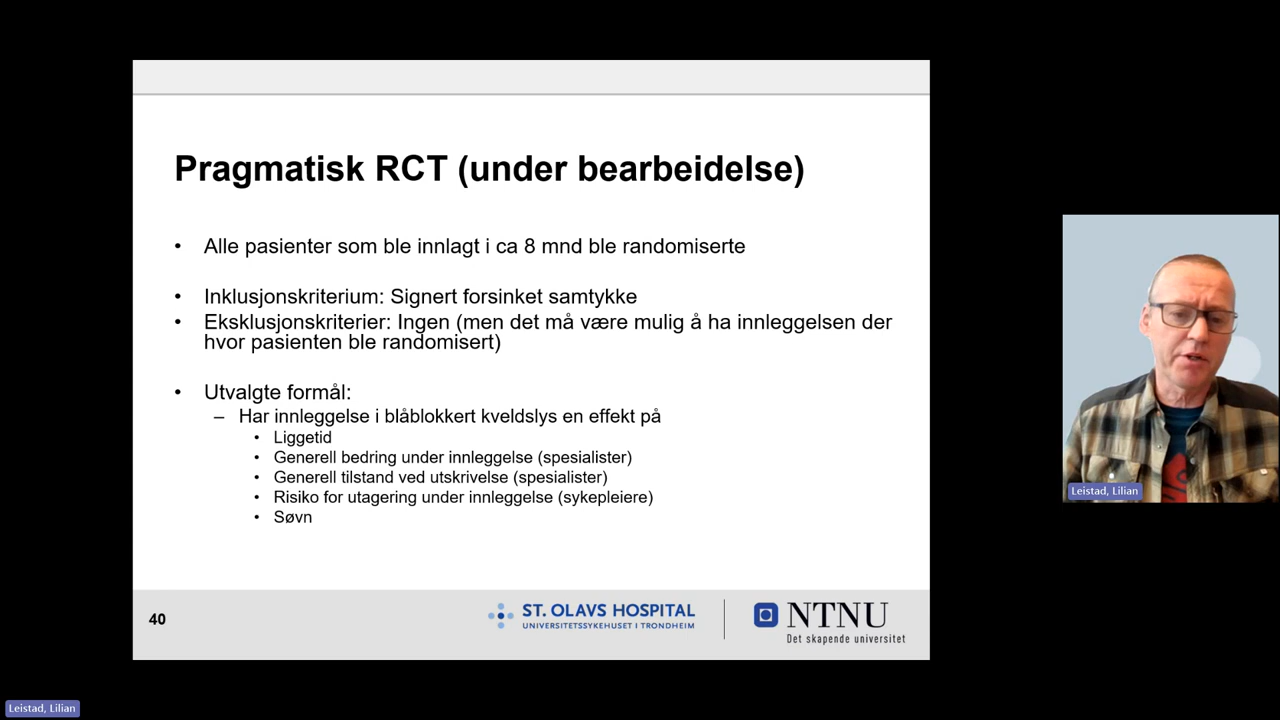 Pragmatisk RCT (under bearbeidelse)
• Alle pasienter som ble innlagt i ca 8 mnd ble randomiserte
• Inklusjonskriterium: Signert forsinket samtykke
• Eksklusjonskriterier: Ingen (men det må være mulig å ha innleggelsen der
hvor pasienten ble randomisert)
• Utvalgte formål:
– Har innleggelse i blåblokkert kveldslys en effekt på
• Liggetid
• Generell bedring under innleggelse (spesialister)
• Generell tilstand ved utskrivelse (spesialister)
• Risiko for utagering under innleggelse (sykepleiere)
• Søvn
40
ST. OLAVS HOSPITAL
UNIVERSITETSSYKEHUSET I TRONDHEIM
NTNU
Det skapende universitet
Leistad, Lilian
Leistad, Lilian